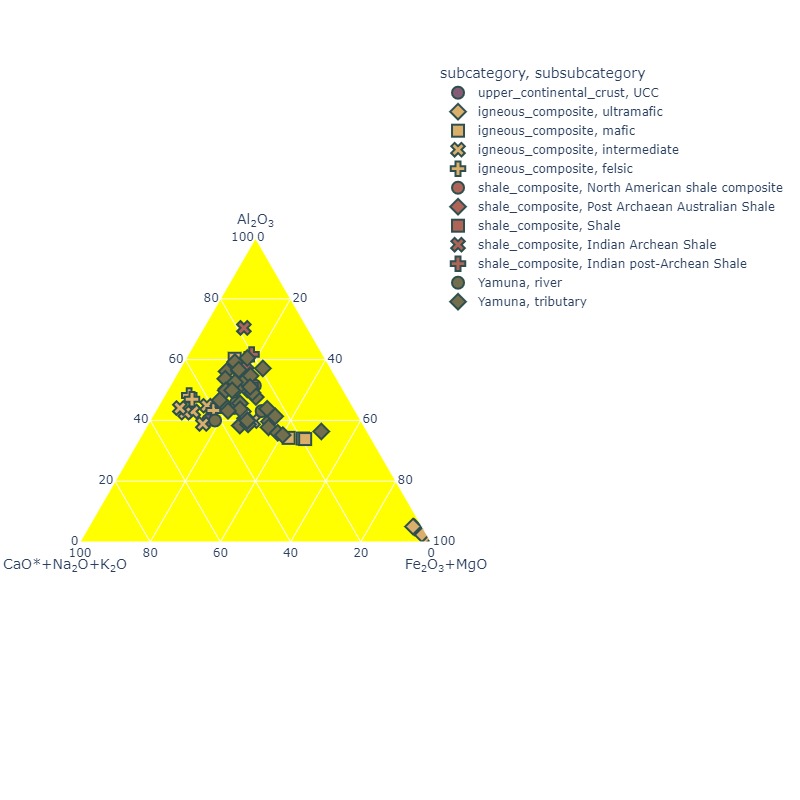 subcategory, subsubcategory
upper_continental_crust, UCC
igneous_composite, ultramafic
igneous_composite, mafic
igneous_composite, intermediate
igneous_composite, felsic
shale_composite, North American shale composite
shale_composite, Post Archaean Australian Shale
shale_composite, Shale
shale_composite, Indian Archean Shale
shale_composite, Indian post-Archean Shale
Yamuna, river
Yamuna, tributary
Al₂O₃
100 0
80 20
60 40
40 60
20 80
0 100
100 80 60 40 20 0
CaO*+Na₂O+K₂O Fe₂O₃+MgO